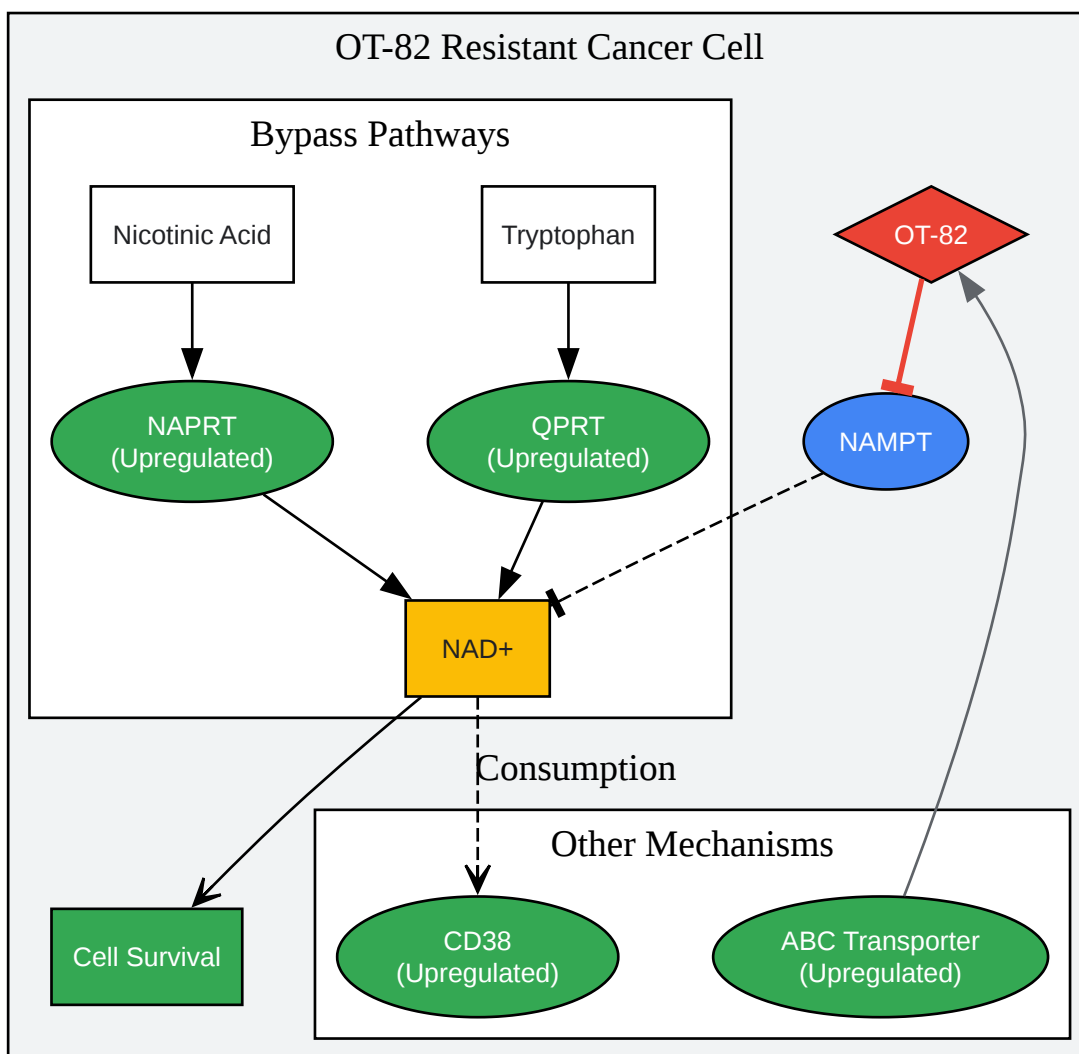 OT-82 Resistant Cancer Cell
Bypass Pathways
Nicotinic Acid
Tryptophan
OT-82
NAPRT
(Upregulated)
QPRT
(Upregulated)
NAMPT
NAD+
Consumption
Other Mechanisms
Cell Survival
CD38
(Upregulated)
ABC Transporter
(Upregulated)